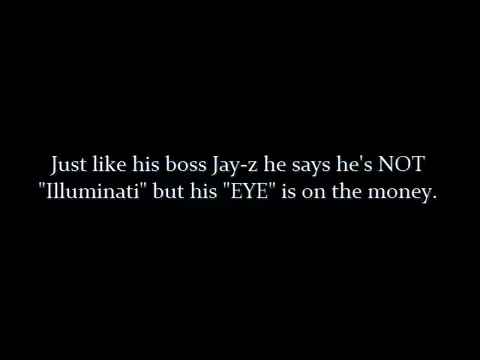 Just like his boss Jay-z he says he's NOT
"Illuminati" but his "EYE" is on the money.